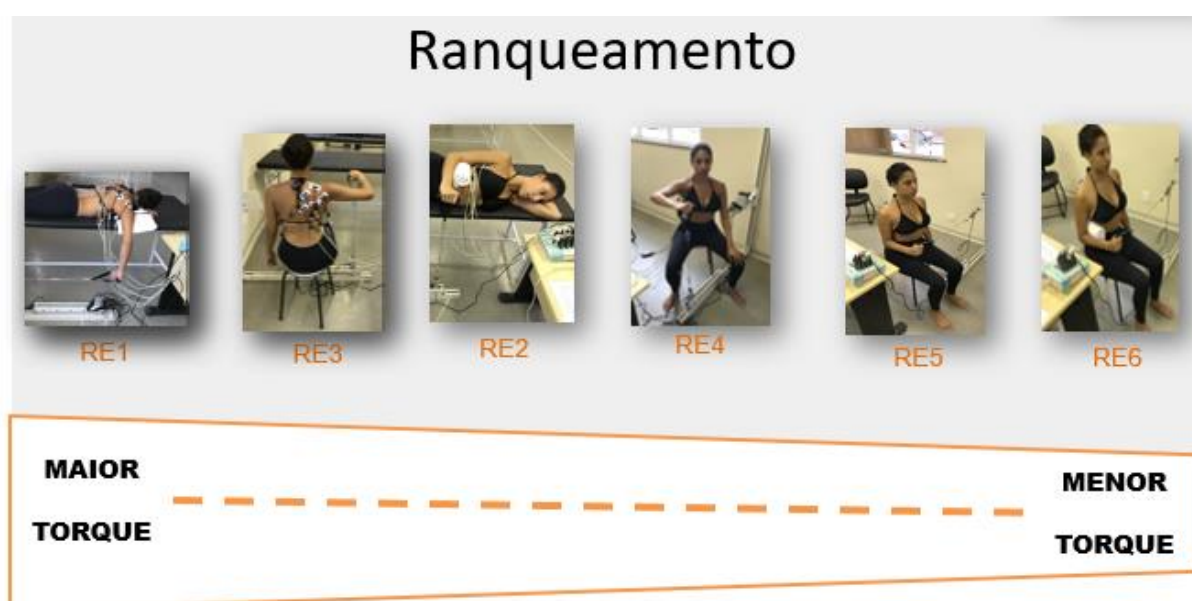 Ranqueamento
RE1
RE3
RE2
RE4
RE5
RE6
MAIOR
TORQUE
MENOR
TORQUE